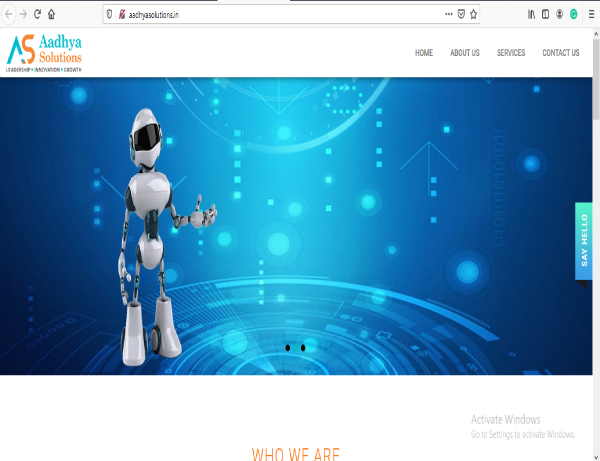 aadhyasolutions.in
AS Aadhya
Solutions
LEADERSHIP • INNOVATION • GROWTH
HOME ABOUT US SERVICES CONTACT US
01010101010101
SAY HELLO
Activate Windows
Go to Settings to activate Windows.
WHO WE ARE